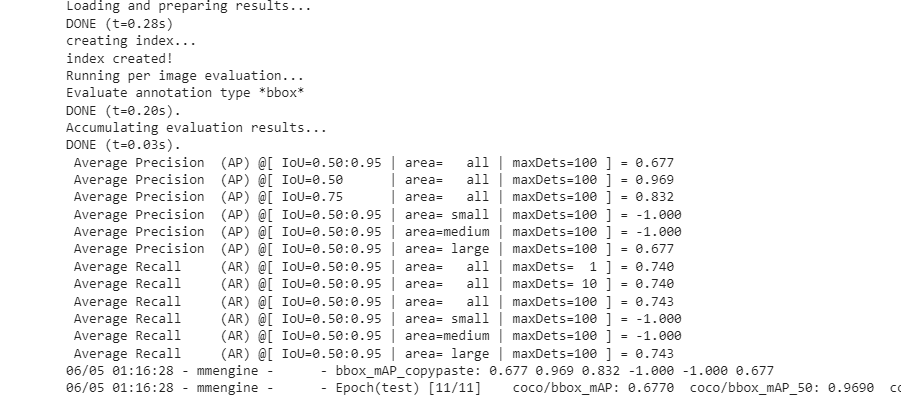 Loading and preparing results...
DONE (t=0.28s)
creating index...
index created!
Running per image evaluation...
Evaluate annotation type *bbox*
DONE (t=0.20s).
Accumulating evaluation results...
DONE (t=0.03s).
 Average Precision  (AP) @[ IoU=0.50:0.95 | area=   all | maxDets=100 ] = 0.677
 Average Precision  (AP) @[ IoU=0.50      | area=   all | maxDets=100 ] = 0.969
 Average Precision  (AP) @[ IoU=0.75      | area=   all | maxDets=100 ] = 0.832
 Average Precision  (AP) @[ IoU=0.50:0.95 | area= small | maxDets=100 ] = -1.000
 Average Precision  (AP) @[ IoU=0.50:0.95 | area=medium | maxDets=100 ] = -1.000
 Average Precision  (AP) @[ IoU=0.50:0.95 | area= large | maxDets=100 ] = 0.677
 Average Recall     (AR) @[ IoU=0.50:0.95 | area=   all | maxDets=  1 ] = 0.740
 Average Recall     (AR) @[ IoU=0.50:0.95 | area=   all | maxDets= 10 ] = 0.740
 Average Recall     (AR) @[ IoU=0.50:0.95 | area=   all | maxDets=100 ] = 0.743
 Average Recall     (AR) @[ IoU=0.50:0.95 | area= small | maxDets=100 ] = -1.000
 Average Recall     (AR) @[ IoU=0.50:0.95 | area=medium | maxDets=100 ] = -1.000
 Average Recall     (AR) @[ IoU=0.50:0.95 | area= large | maxDets=100 ] = 0.743
06/05 01:16:28 - mmengine -      - bbox_mAP_copypaste: 0.677 0.969 0.832 -1.000 -1.000 0.677
06/05 01:16:28 - mmengine -      - Epoch(test) [11/11]    coco/bbox_mAP: 0.6770  coco/bbox_mAP_50: 0.9690